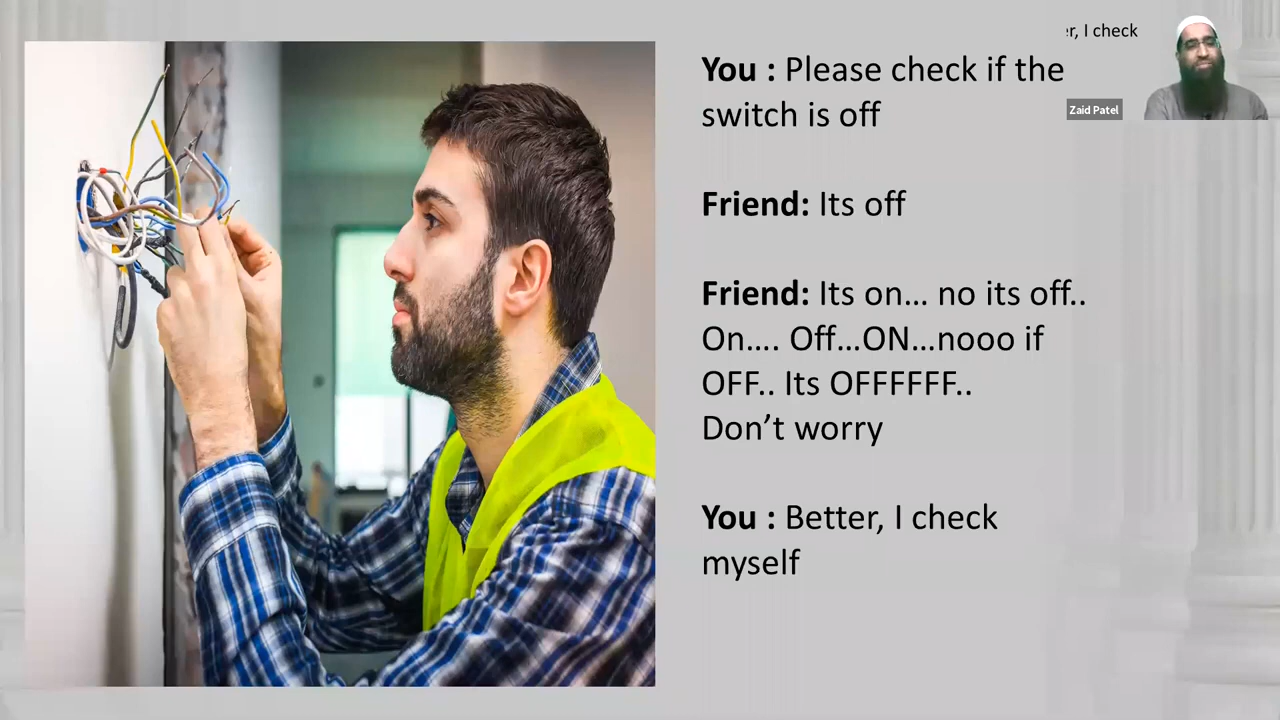 er, I check
Zaid Patel
You : Please check if the
switch is off
Friend: Its off
Friend: Its on... no its off..
On.... Off...ON...nooo if
OFF.. Its OFFFFFF..
Don’t worry
You : Better, I check
myself